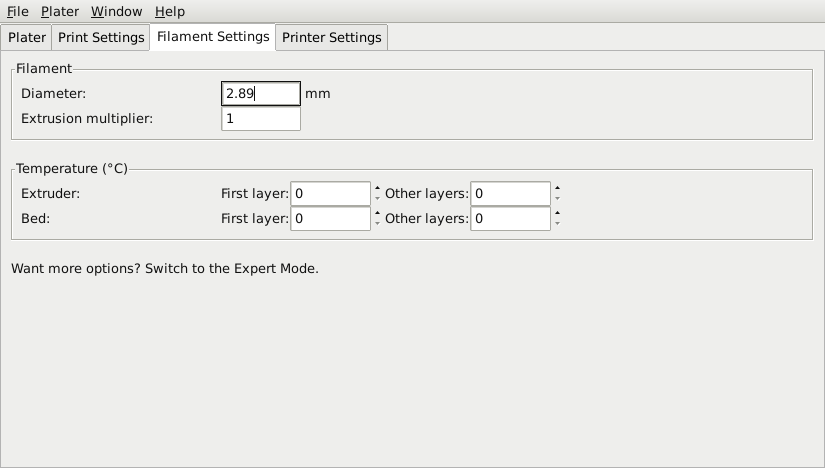 File Plater Window Help
Plater Print Settings Filament Settings Printer Settings
Filament
Diameter: 2.89 mm
Extrusion multiplier: 1
Temperature (°C)
Extruder: First layer: 0 Other layers: 0
Bed: First layer: 0 Other layers: 0
Want more options? Switch to the Expert Mode.